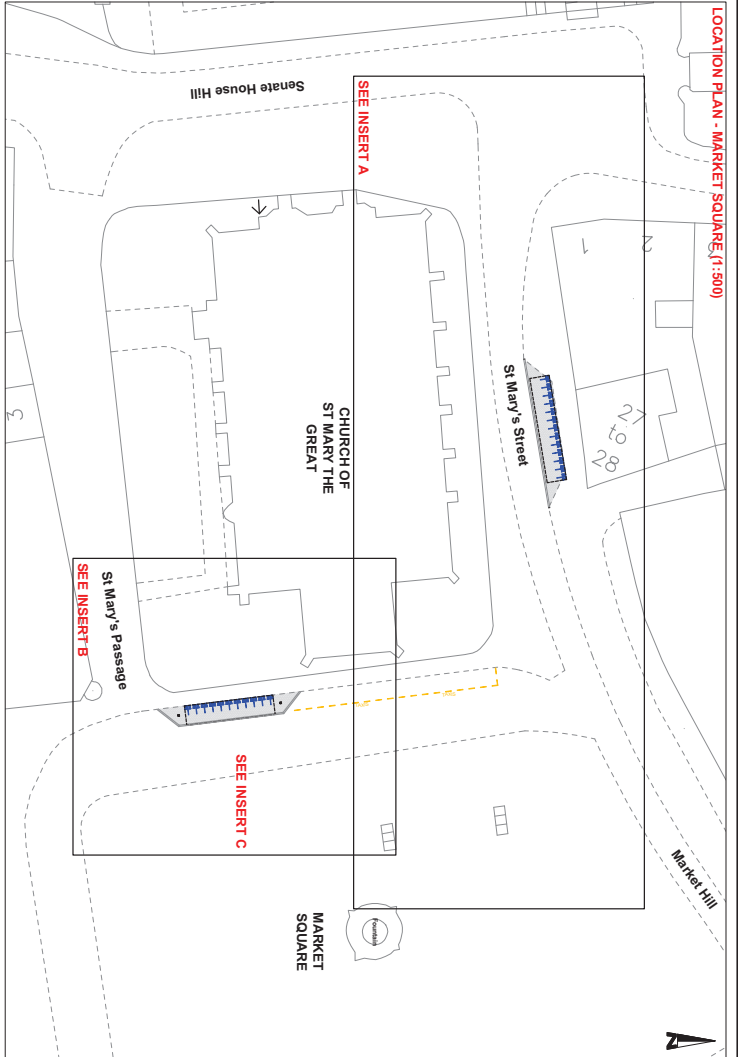 LOCATION PLAN - MARKET SQUARE (1:500)
Senate House Hill
SEE INSERT A
1
2
3
27
to
28
St Mary's Street
CHURCH OF
ST MARY THE
GREAT
3
SEE INSERT B
St Mary's Passage
SEE INSERT C
Market Hill
MARKET
SQUARE
Fountain
N